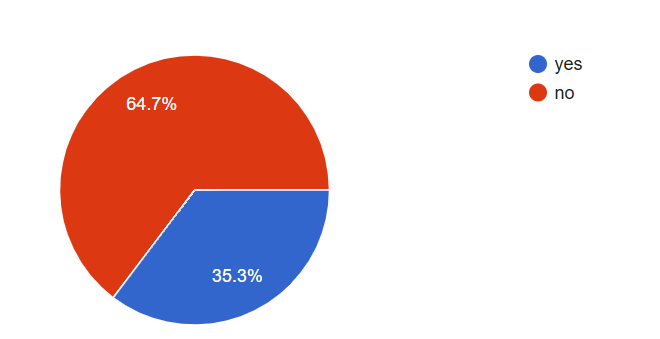 yes
no
64.7%
35.3%